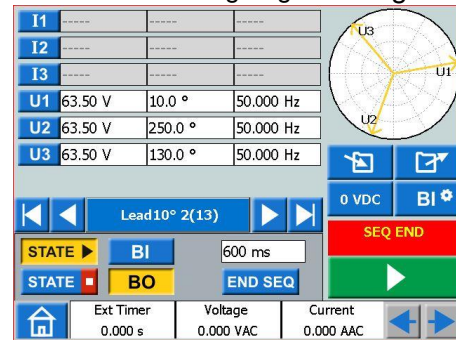 I1 ----- ----- -----
I2 ----- ----- -----
I3 ----- ----- -----
U1 63.50 V 10.0 ° 50.000 Hz
U2 63.50 V 250.0 ° 50.000 Hz
U3 63.50 V 130.0 ° 50.000 Hz
U3
U1
U2
0 VDC BI
Lead10° 2(13)
SEQ END
STATE BI 600 ms
STATE BO END SEQ
Ext Timer Voltage Current
0.000 s 0.000 VAC 0.000 AAC